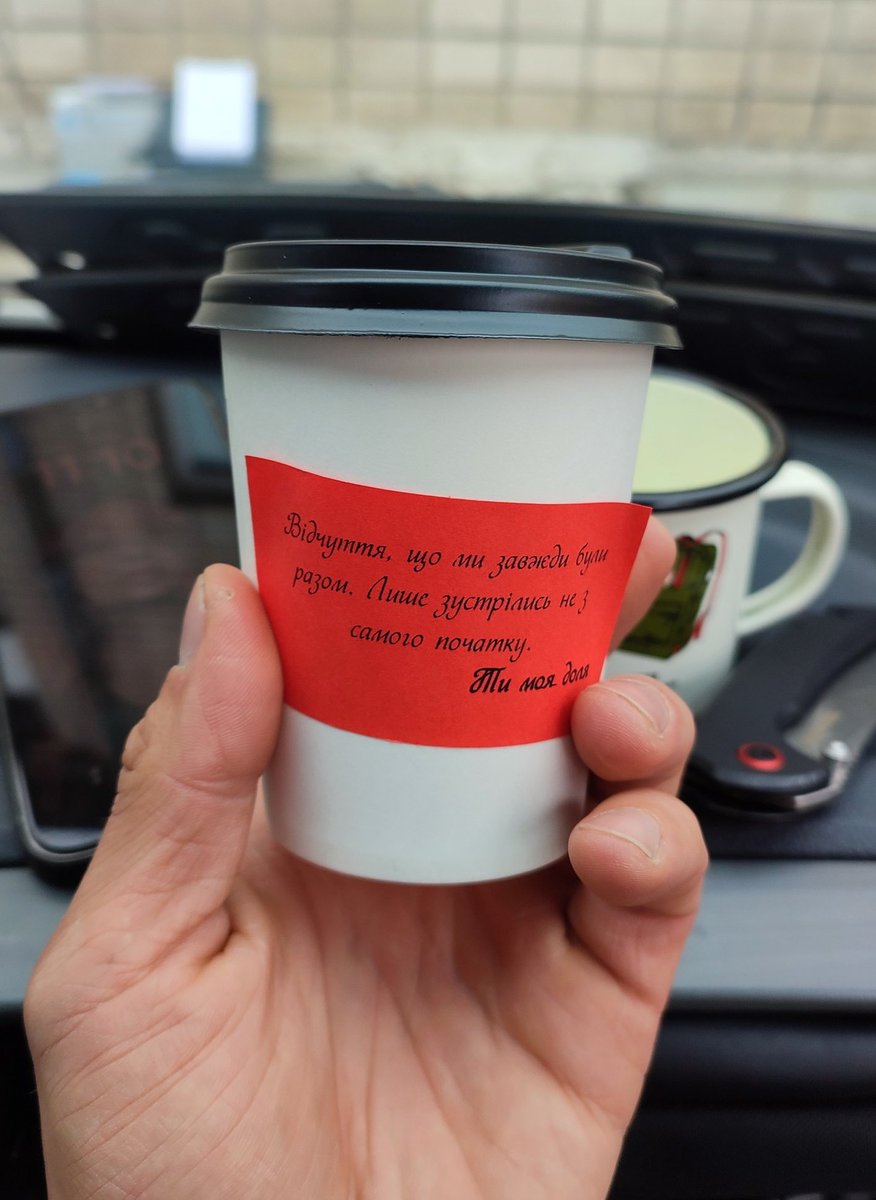 Відчуття, що ми завжди були
разом. Лише зустрілись не з
самого початку.
Ти моя доля